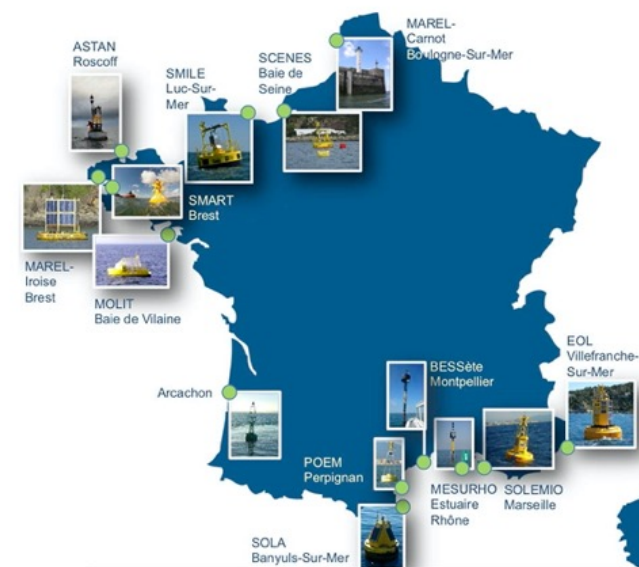 ASTAN
Roscoff
SMILE
Luc-Sur-
Mer
SCENES
Baie de
Seine
MAREL-
Carnot
Boulogne-Sur-Mer
SMART
Brest
MAREL-
Iroise
Brest
MOLIT
Baie de Vilaine
Arcachon
BESSète
Montpellier
EOL
Villefranche-
Sur-Mer
POEM
Perpignan
MESURHO
Estuaire
Rhône
SOLEMIO
Marseille
SOLA
Banyuls-Sur-Mer